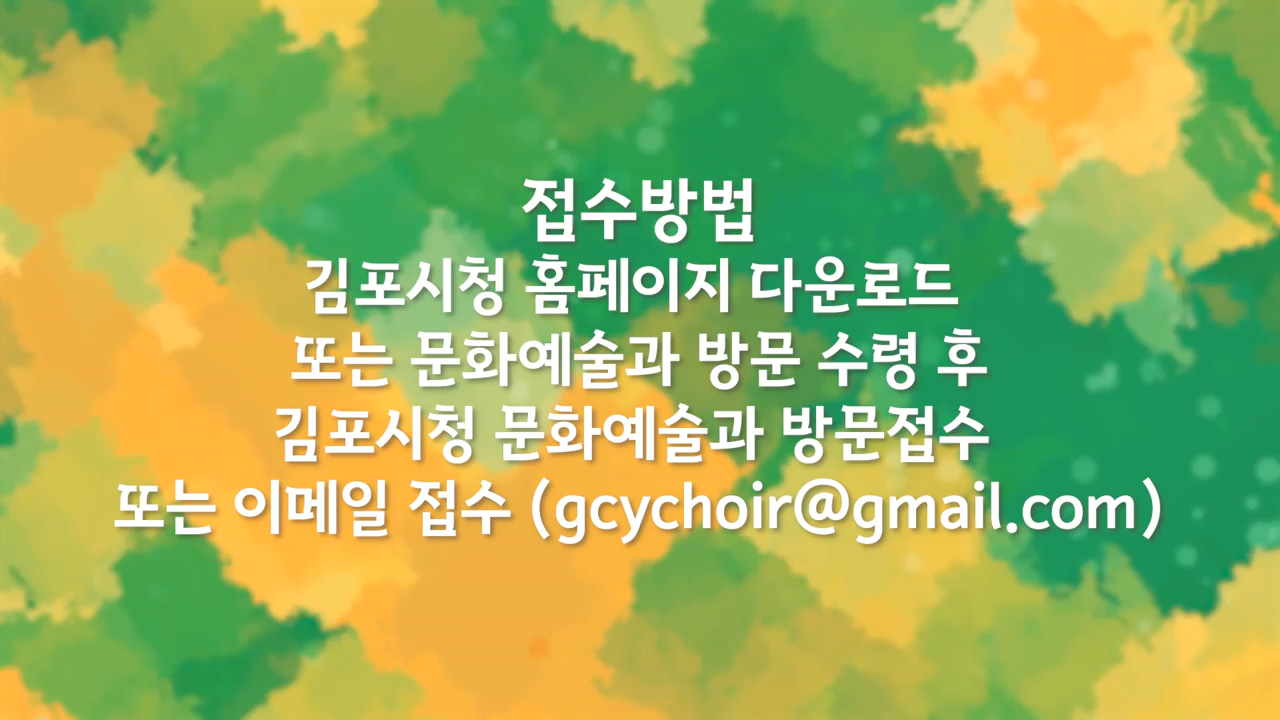 접수방법
김포시청 홈페이지 다운로드
또는 문화예술과 방문 수령 후
김포시청 문화예술과 방문접수
또는 이메일 접수 (gcychoir@gmail.com)